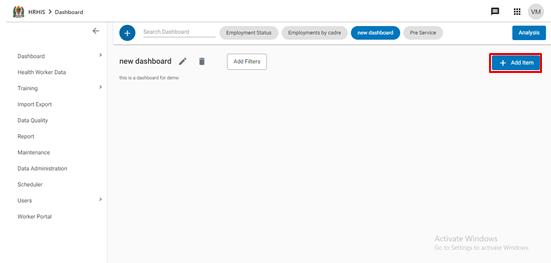 HRHIS > Dashboard
VM
+
Search Dashboard
Employment Status
Employments by cadre
new dashboard
Pre Service
Analysis
Dashboard
Health Worker Data
Training
Import Export
Data Quality
Report
Maintenance
Data Administration
Scheduler
Users
Worker Portal
new dashboard
Add Filters
+ Add Item
this is a dashboard for demo
Activate Windows
Go to Settings to activate Windows.